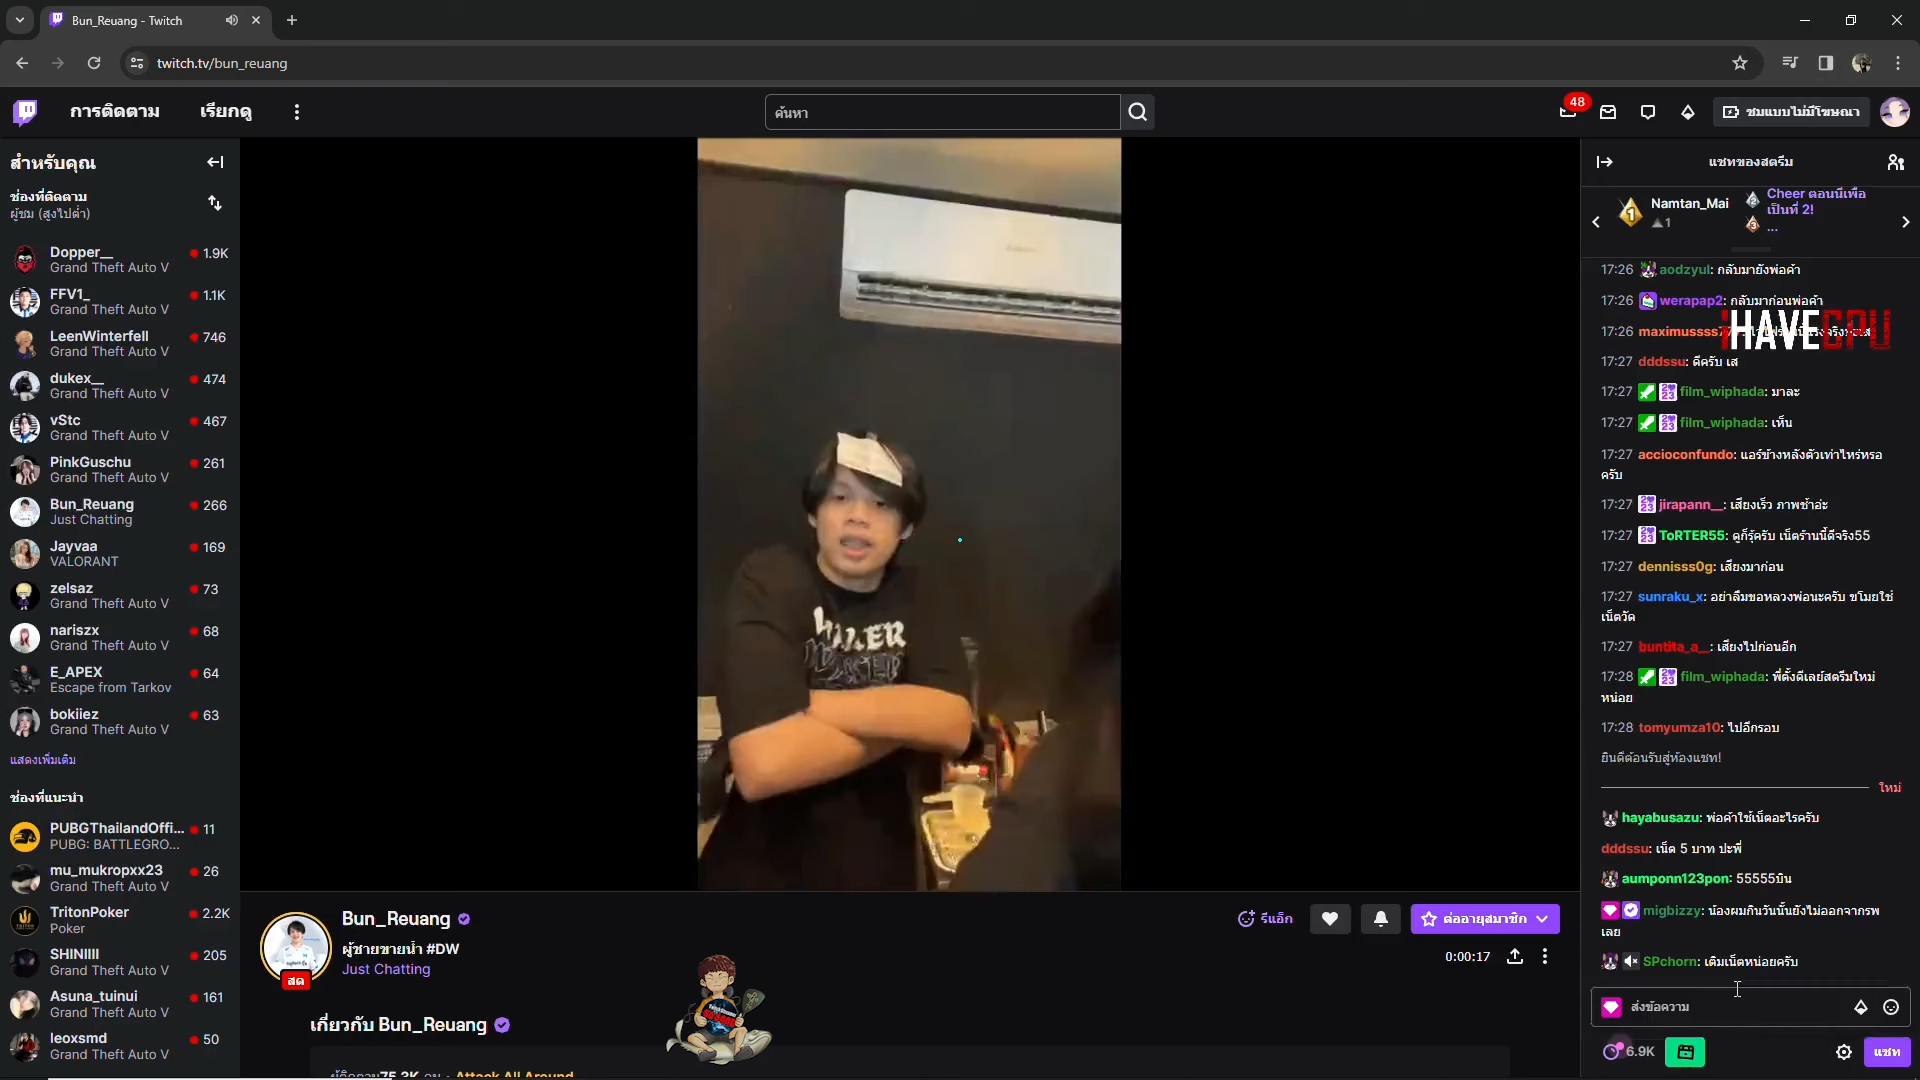 Bun_Reuang - Twitch
twitch.tv/bun_reuang
การติดตาม
เรียกดู
ค้นหา
48
ชมแบบไม่มีโฆษณา
สำหรับคุณ
ช่องที่ติดตาม
ผู้ชม (สูงไปต่ำ)
Dopper__
1.9K
Grand Theft Auto V
FFV1_
1.1K
Grand Theft Auto V
LeenWinterfell
746
Grand Theft Auto V
dukex__
474
Grand Theft Auto V
vStc
467
Grand Theft Auto V
PinkGuschu
261
Grand Theft Auto V
Bun_Reuang
266
Just Chatting
Jayvaa
169
VALORANT
zelsaz
73
Grand Theft Auto V
nariszx
68
Grand Theft Auto V
E_APEX
64
Escape from Tarkov
bokiiez
63
Grand Theft Auto V
แสดงเพิ่มเติม
ช่องที่แนะนำ
PUBGThailandOffi...
11
PUBG: BATTLEGRO...
mu_mukropxx23
26
Grand Theft Auto V
TritonPoker
2.2K
Poker
SHINIIII
205
Grand Theft Auto V
Asuna_tuinui
161
Grand Theft Auto V
leoxsmd
50
Grand Theft Auto V
Bun_Reuang
ผู้ชายขายน้ำ #DW
Just Chatting
สด
รีแอ็ก
ต่ออายุสมาชิก
0:00:17
เกี่ยวกับ Bun_Reuang
75.3K
Attack All Around
แชทของสตรีม
1
Namtan_Mai
1
2
Cheer ตอนนี้เพื่อ
เป็นที่ 2!
3
...
17:26 aodzyul: กลับมายังพ่อค้า
17:26 werapap2: กลับมาก่อนพ่อค้า
iHAVEGPU
17:26 maximussss
17:27 dddssu: ดีครับ เส
17:27 film_wiphada: มาละ
17:27 film_wiphada: เห็น
17:27 accioconfundo: แอร์ข้างหลังตัวเท่าไหร่หรอ
ครับ
17:27 jirapann__: เสียงเร็ว ภาพช้าอ่ะ
17:27 ToRTER55: ดูก็รู้ครับ เน็ตร้านนี้ดีจริง55
17:27 dennisss0g: เสียงมาก่อน
17:27 sunraku_x: อย่าลืมขอหลวงพ่อนะครับ ขโมยใช้
เน็ตวัด
17:27 buntita_a__: เสียงไปก่อนอีก
17:28 film_wiphada: พี่ตั้งดีเลย์สตรีมใหม่
หน่อย
17:28 tomyumza10: ไปอีกรอบ
ยินดีต้อนรับสู่ห้องแชท!
ใหม่
hayabusazu: พ่อค้าใช้เน็ตอะไรครับ
dddssu: เน็ต 5 บาท ปะพี่
aumponn123pon: 55555บิน
migbizzy: น้องผมกินวันนั้นยังไม่ออกจากรพ
เลย
SPchorn: เติมเน็ตหน่อยครับ
ส่งข้อความ
6.9K
แชท